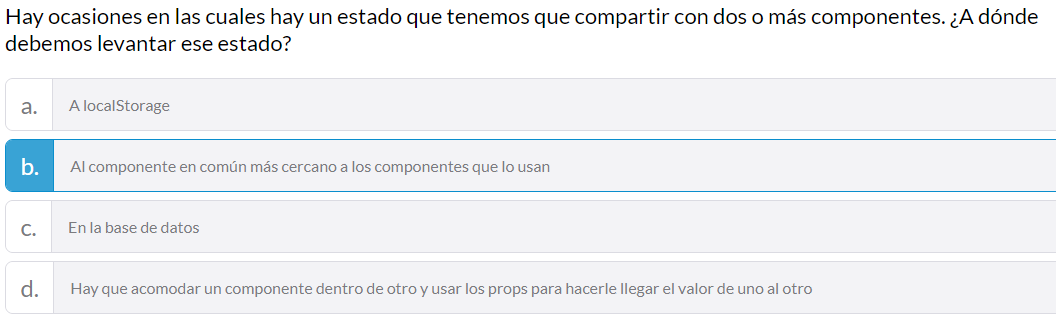 Hay ocasiones en las cuales hay un estado que tenemos que compartir con dos o más componentes. ¿A dónde
debemos levantar ese estado?
a. A localStorage
b. Al componente en común más cercano a los componentes que lo usan
c. En la base de datos
d. Hay que acomodar un componente dentro de otro y usar los props para hacerle llegar el valor de uno al otro